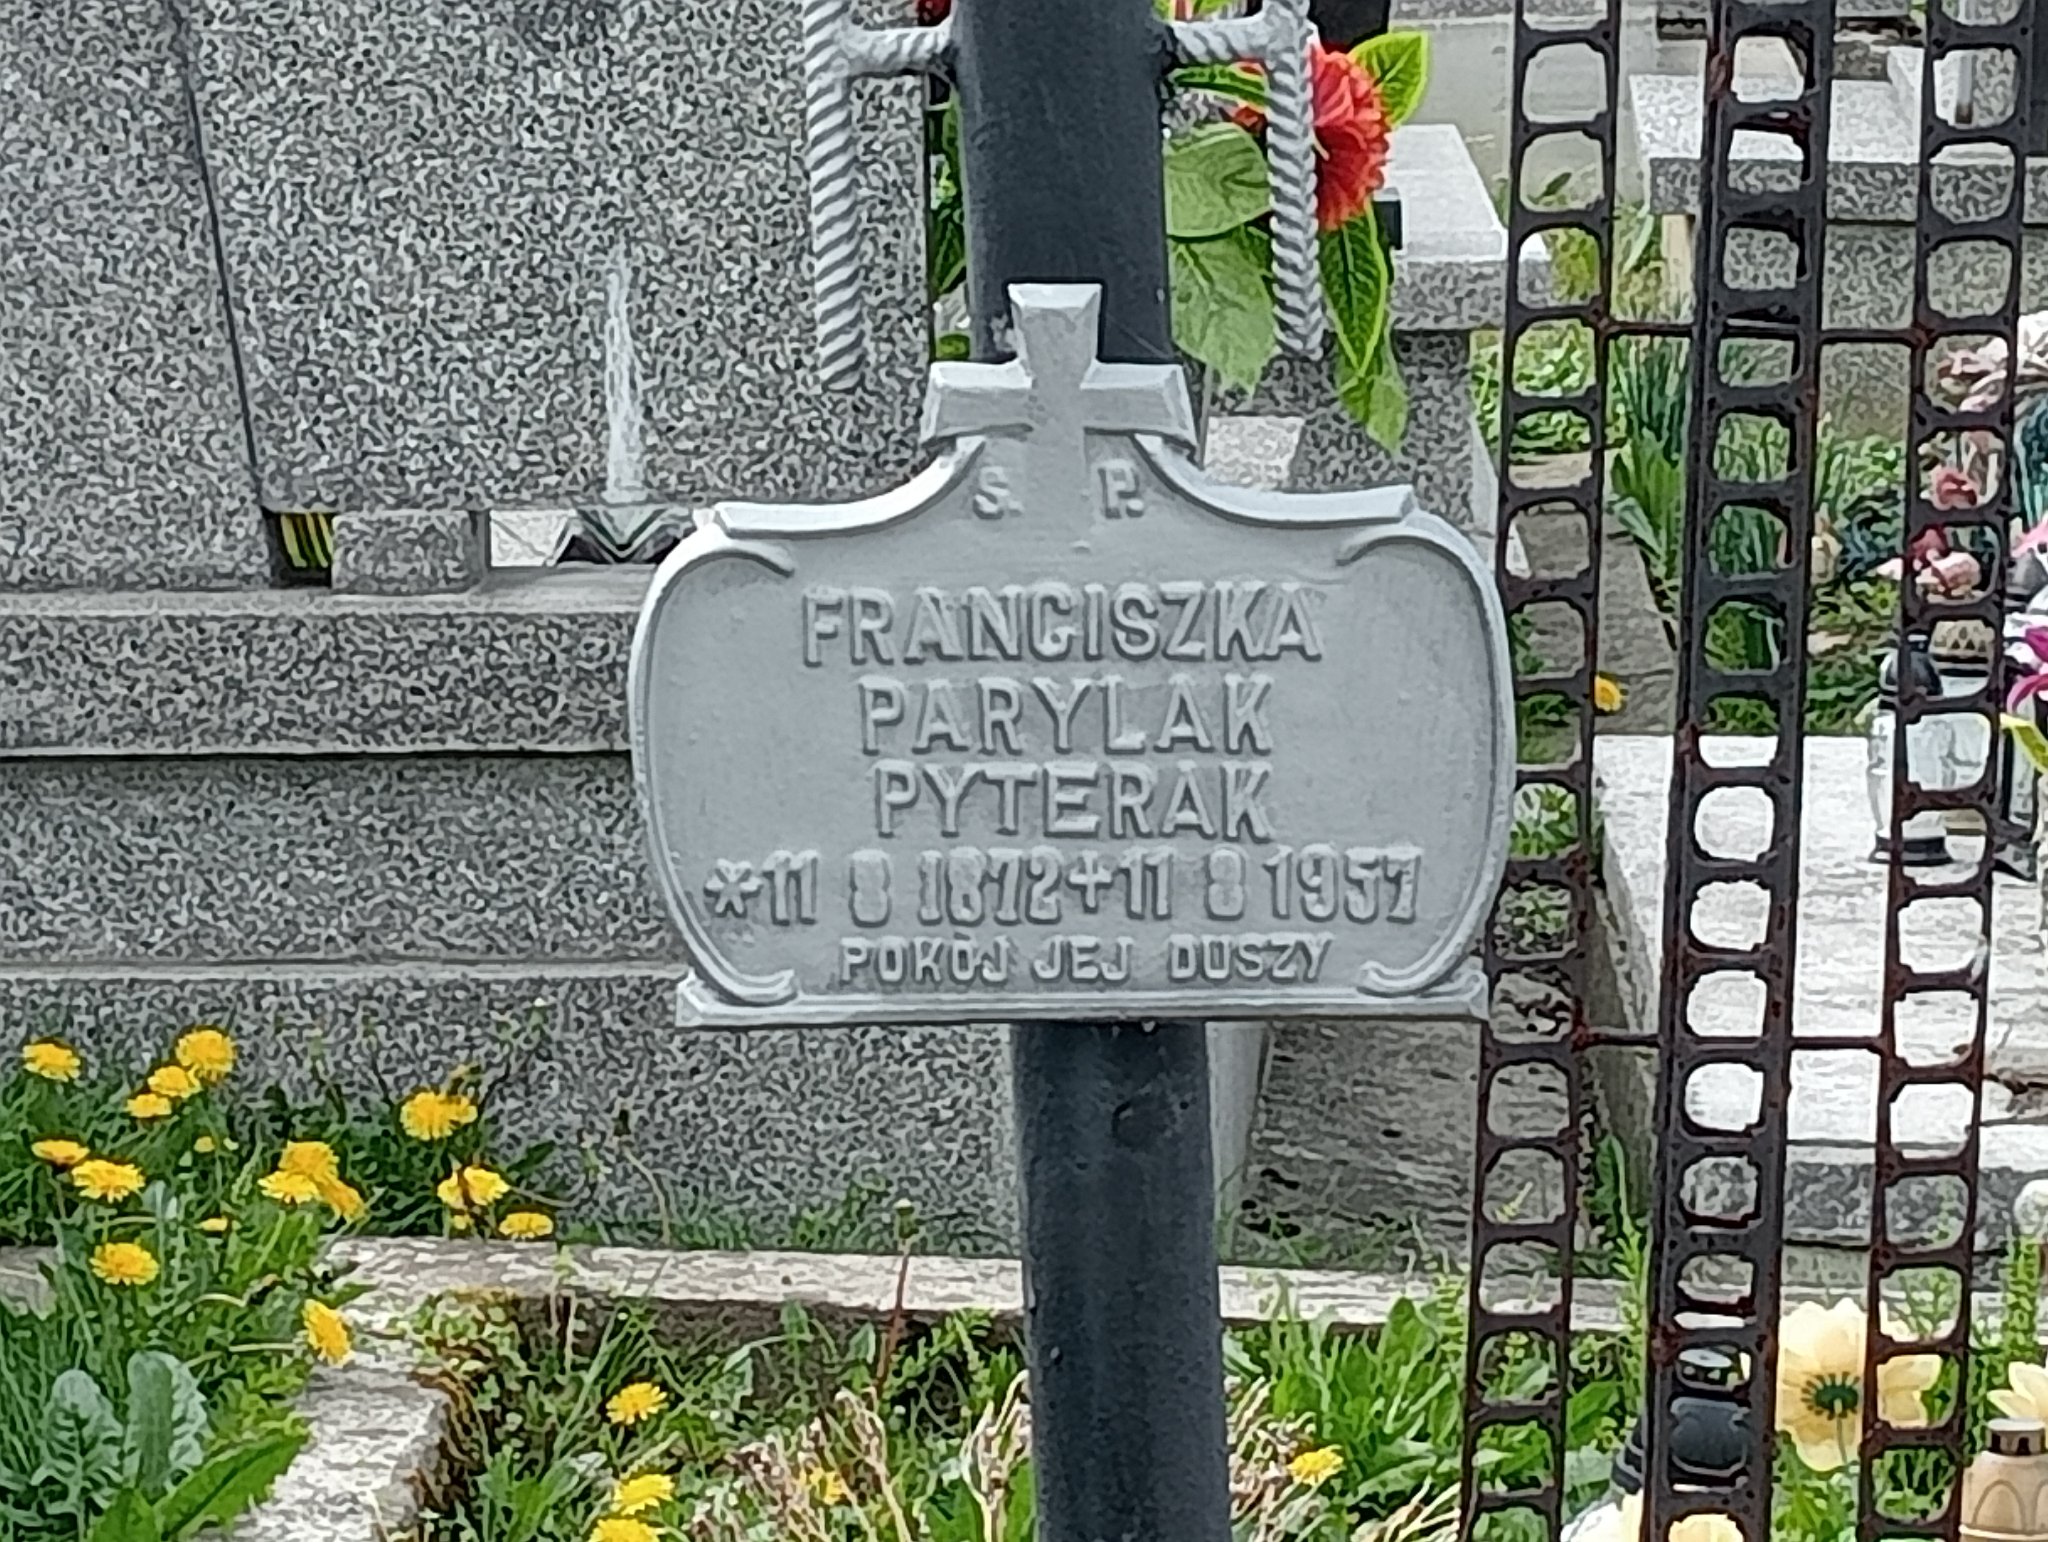 S. P.
FRANCISZKA
PARYLAK
PYTERAK
*11 8 1872+11 8 1957
POKÓJ JEJ DUSZY